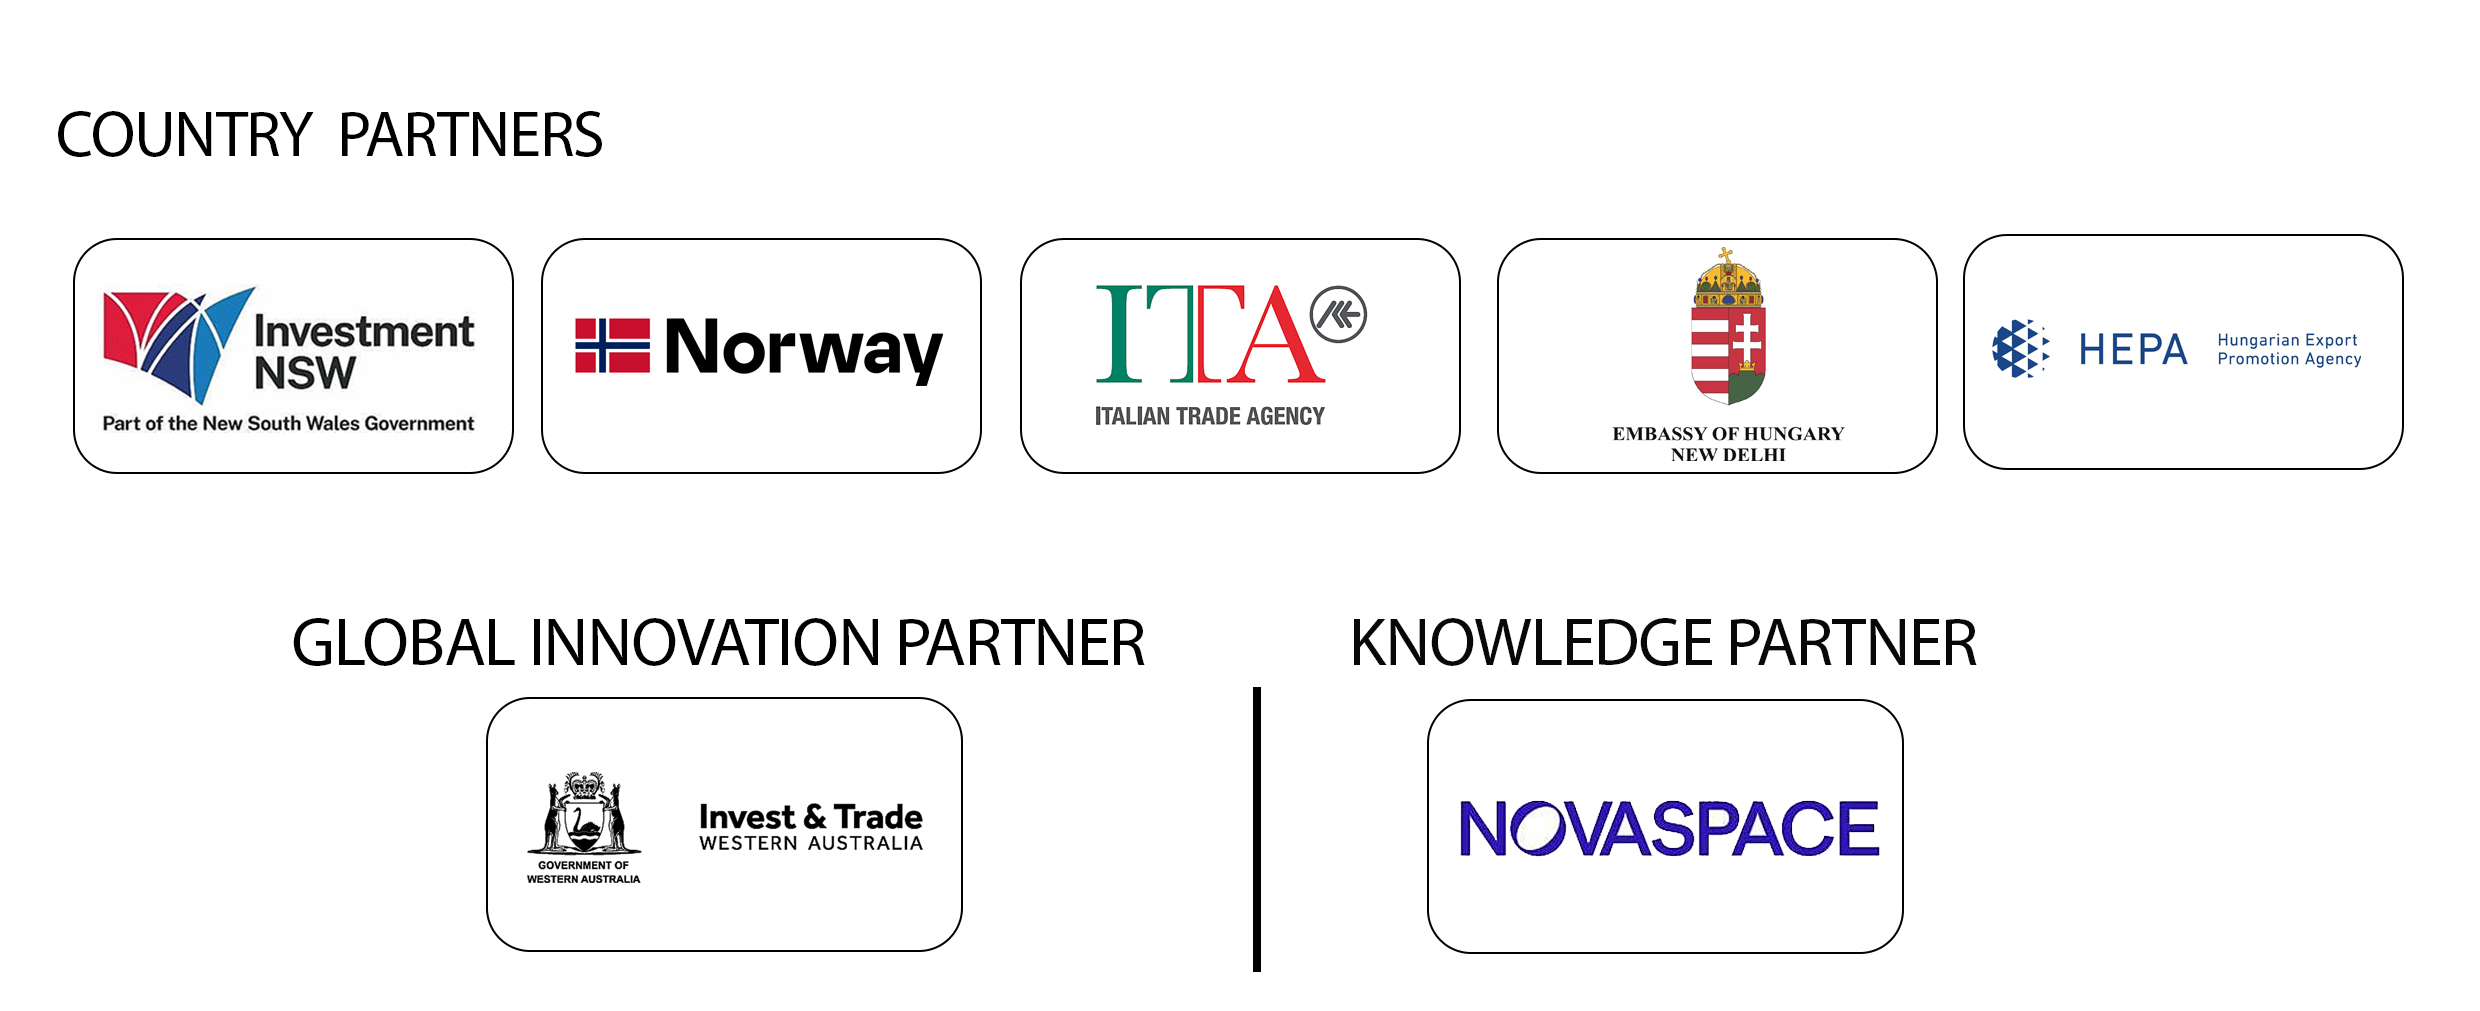 COUNTRY PARTNERS
Investment
NSW
Part of the New South Wales Government
Norway
ITA
ITALIAN TRADE AGENCY
EMBASSY OF HUNGARY
NEW DELHI
HEPA
Hungarian Export
Promotion Agency
GLOBAL INNOVATION PARTNER
GOVERNMENT OF
WESTERN AUSTRALIA
Invest & Trade
WESTERN AUSTRALIA
KNOWLEDGE PARTNER
NOVASPACE